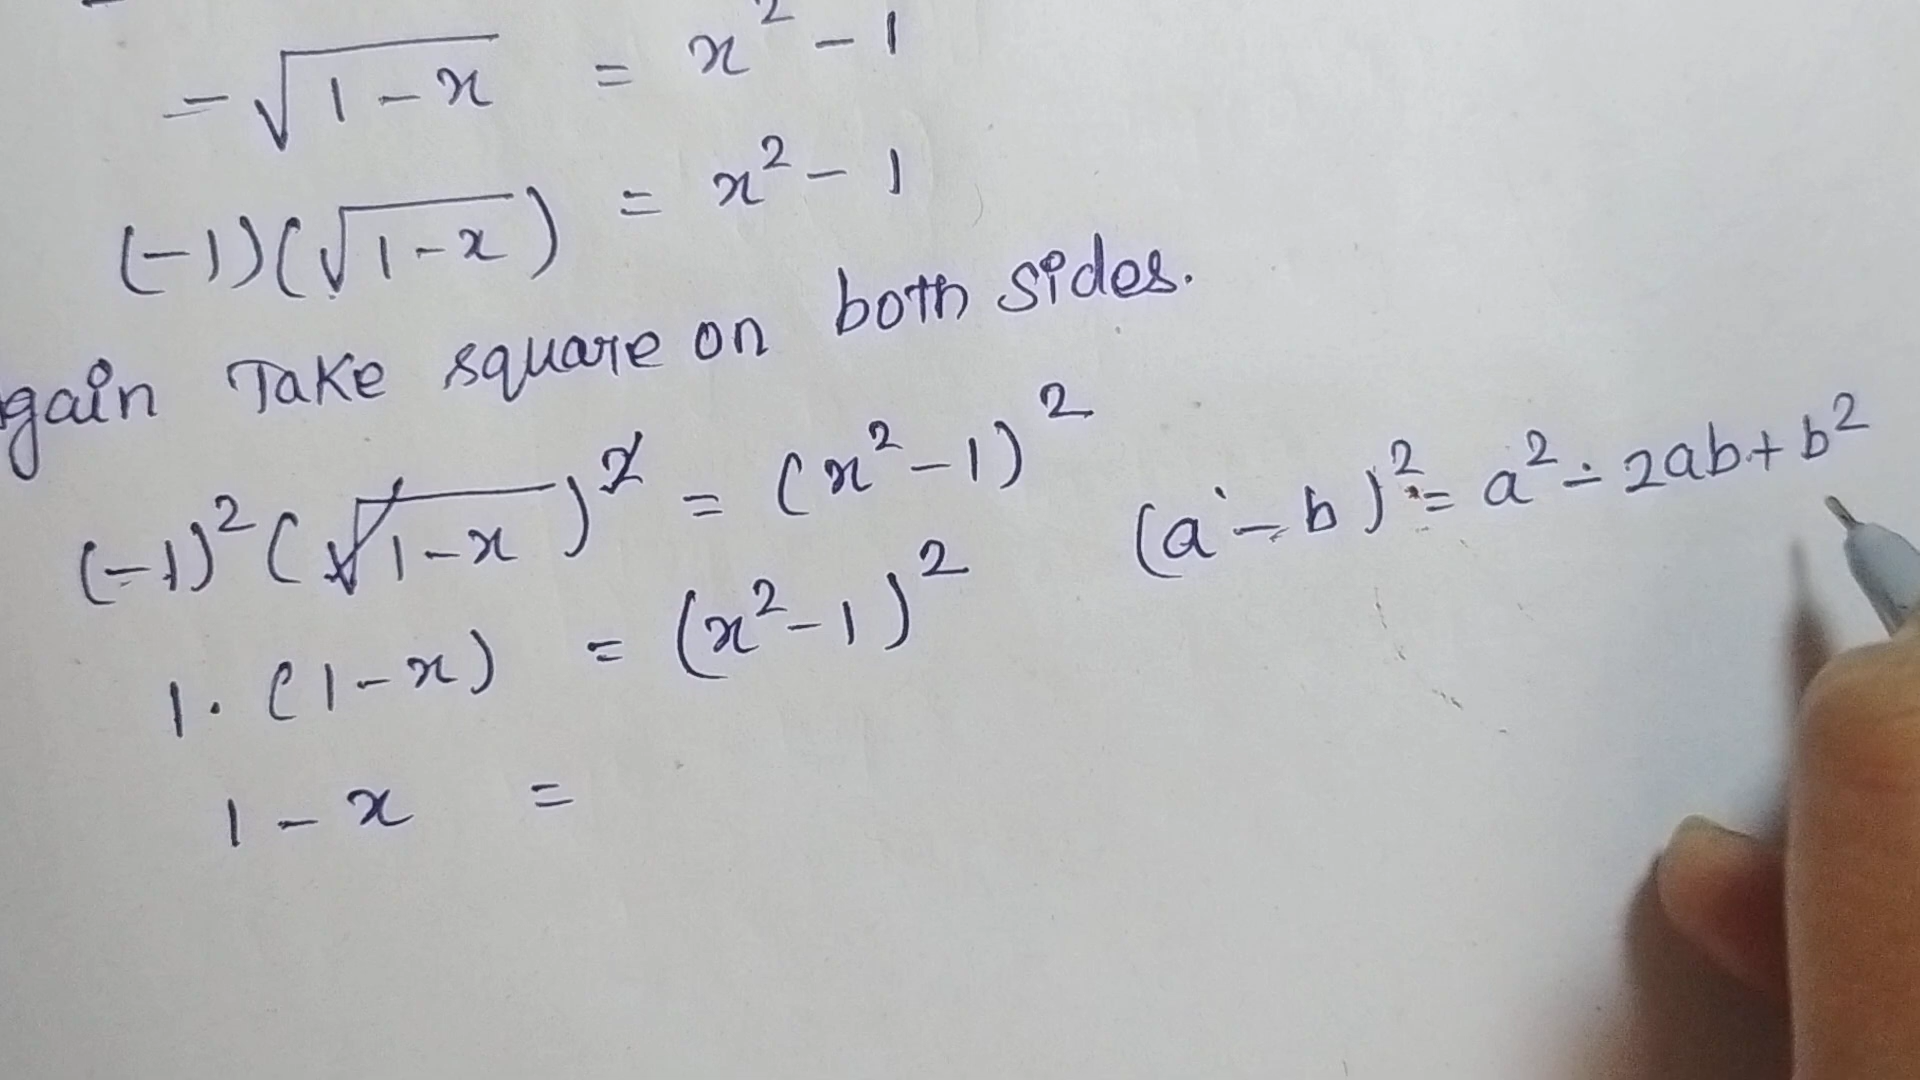 -√(1-x) = x² - 1
(-1)(√(1-x)) = x² - 1
gain Take square on both sides.
(-1)² (√(1-x))² = (x² - 1)²
(a - b)² = a² - 2ab + b²
1 · (1-x) = (x² - 1)²
1 - x =